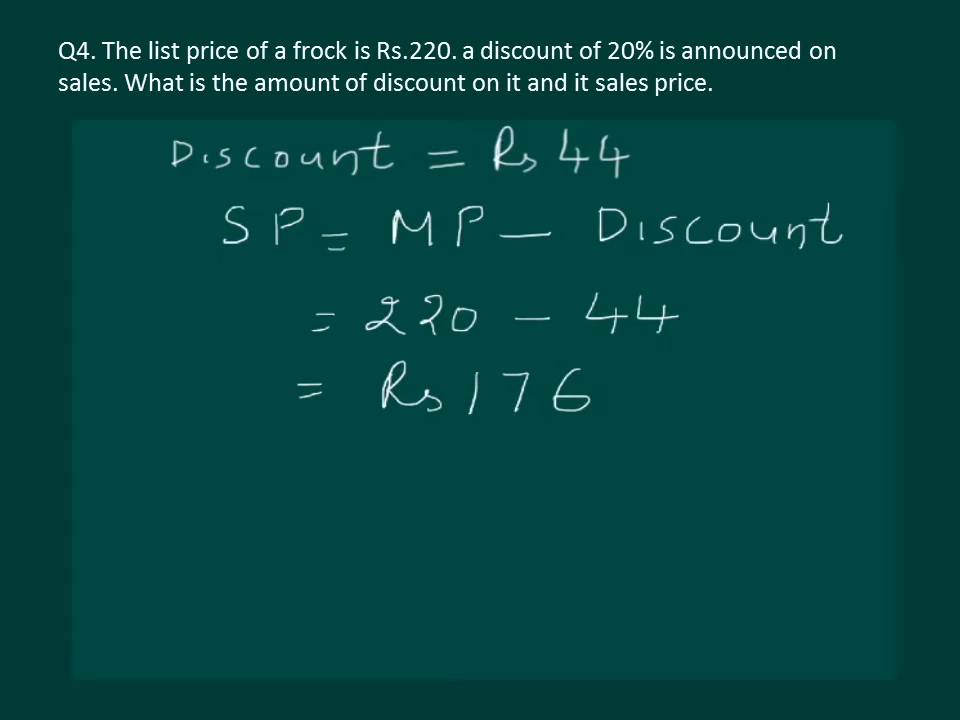 Q4. The list price of a frock is Rs.220. a discount of 20% is announced on
sales. What is the amount of discount on it and it sales price.
Discount = Rs 44
SP = MP - Discount
= 220 - 44
= Rs 176